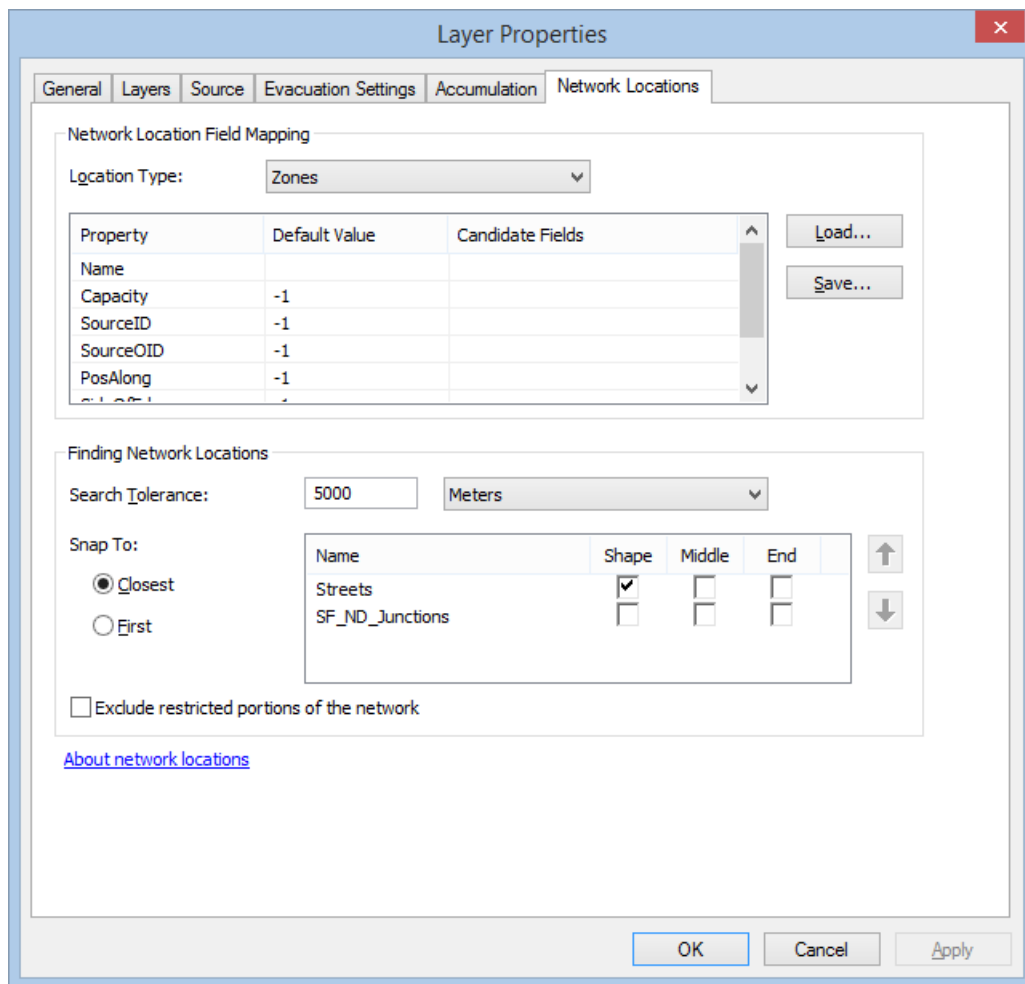 Layer Properties
General Layers Source Evacuation Settings Accumulation Network Locations
Network Location Field Mapping
Location Type: Zones
Property Default Value Candidate Fields Load...
Name
Capacity -1 Save...
SourceID -1
SourceOID -1
PosAlong -1
Finding Network Locations
Search Tolerance: 5000 Meters
Snap To:
Name Shape Middle End
Closest
Streets
First
SF_ND_Junctions
Exclude restricted portions of the network
About network locations
OK Cancel Apply